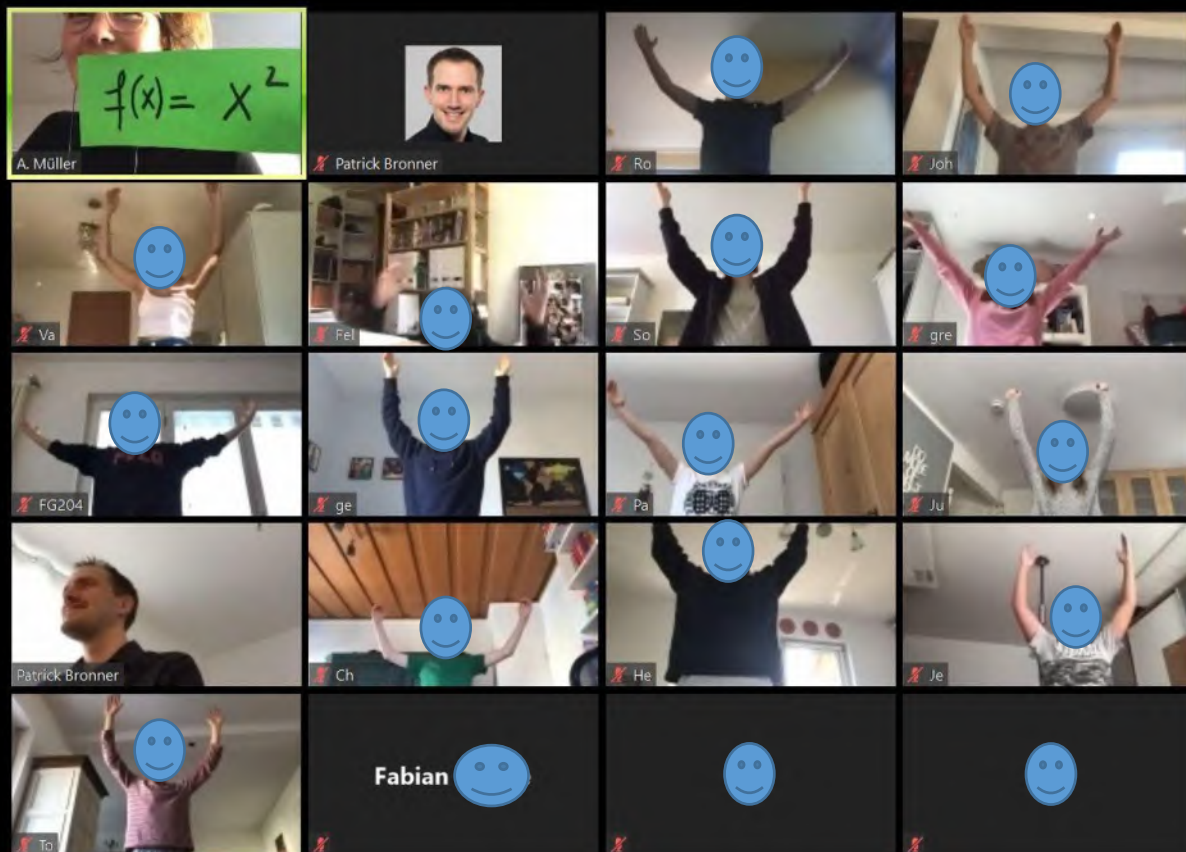 f(x) = x²
A. Müller
Patrick Bronner
Ro
Joh
Va
Fel
So
gre
FG204
ge
Pa
Ju
Patrick Bronner
Ch
He
Je
To
Fabian